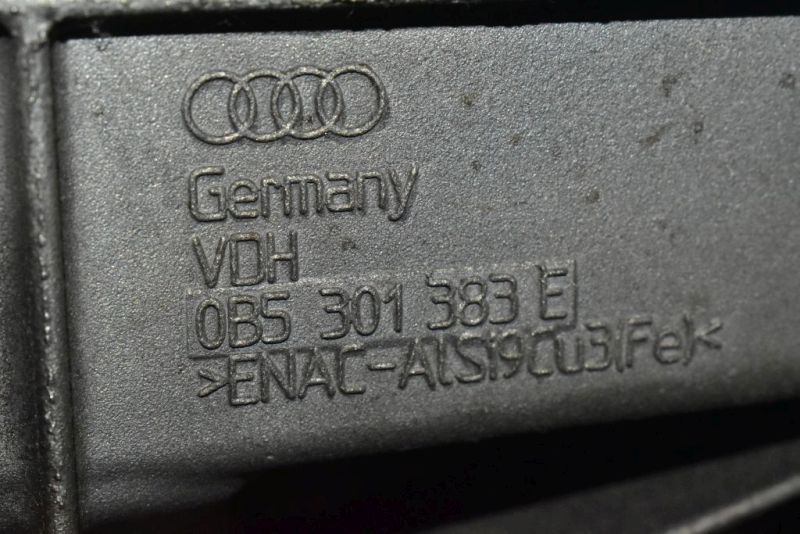 Germany
VDH
0B5 301 383 E
>ENAC-AlSi9Cu3(Fe)<